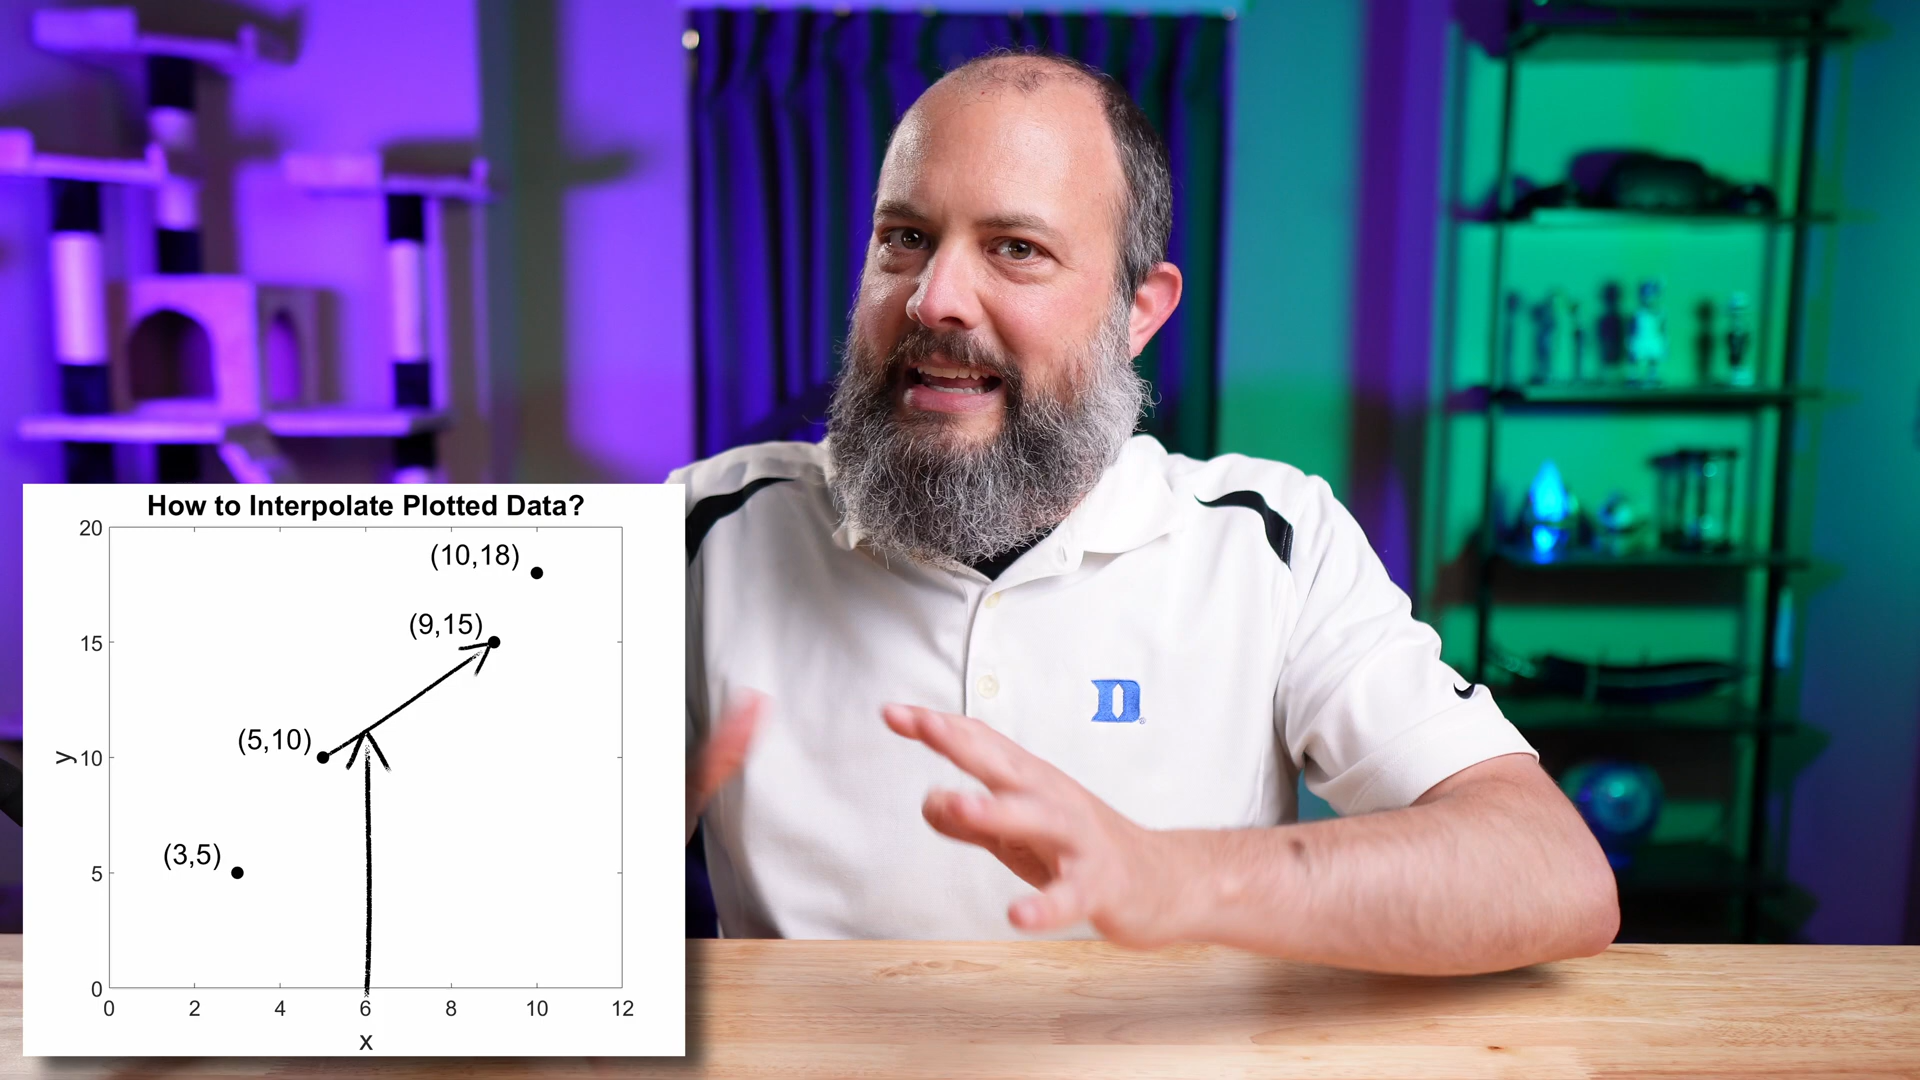 How to Interpolate Plotted Data?
20
(10,18)
(9,15)
15
(5,10)
10
y
(3,5)
5
0
0 2 4 6 8 10 12
x
D